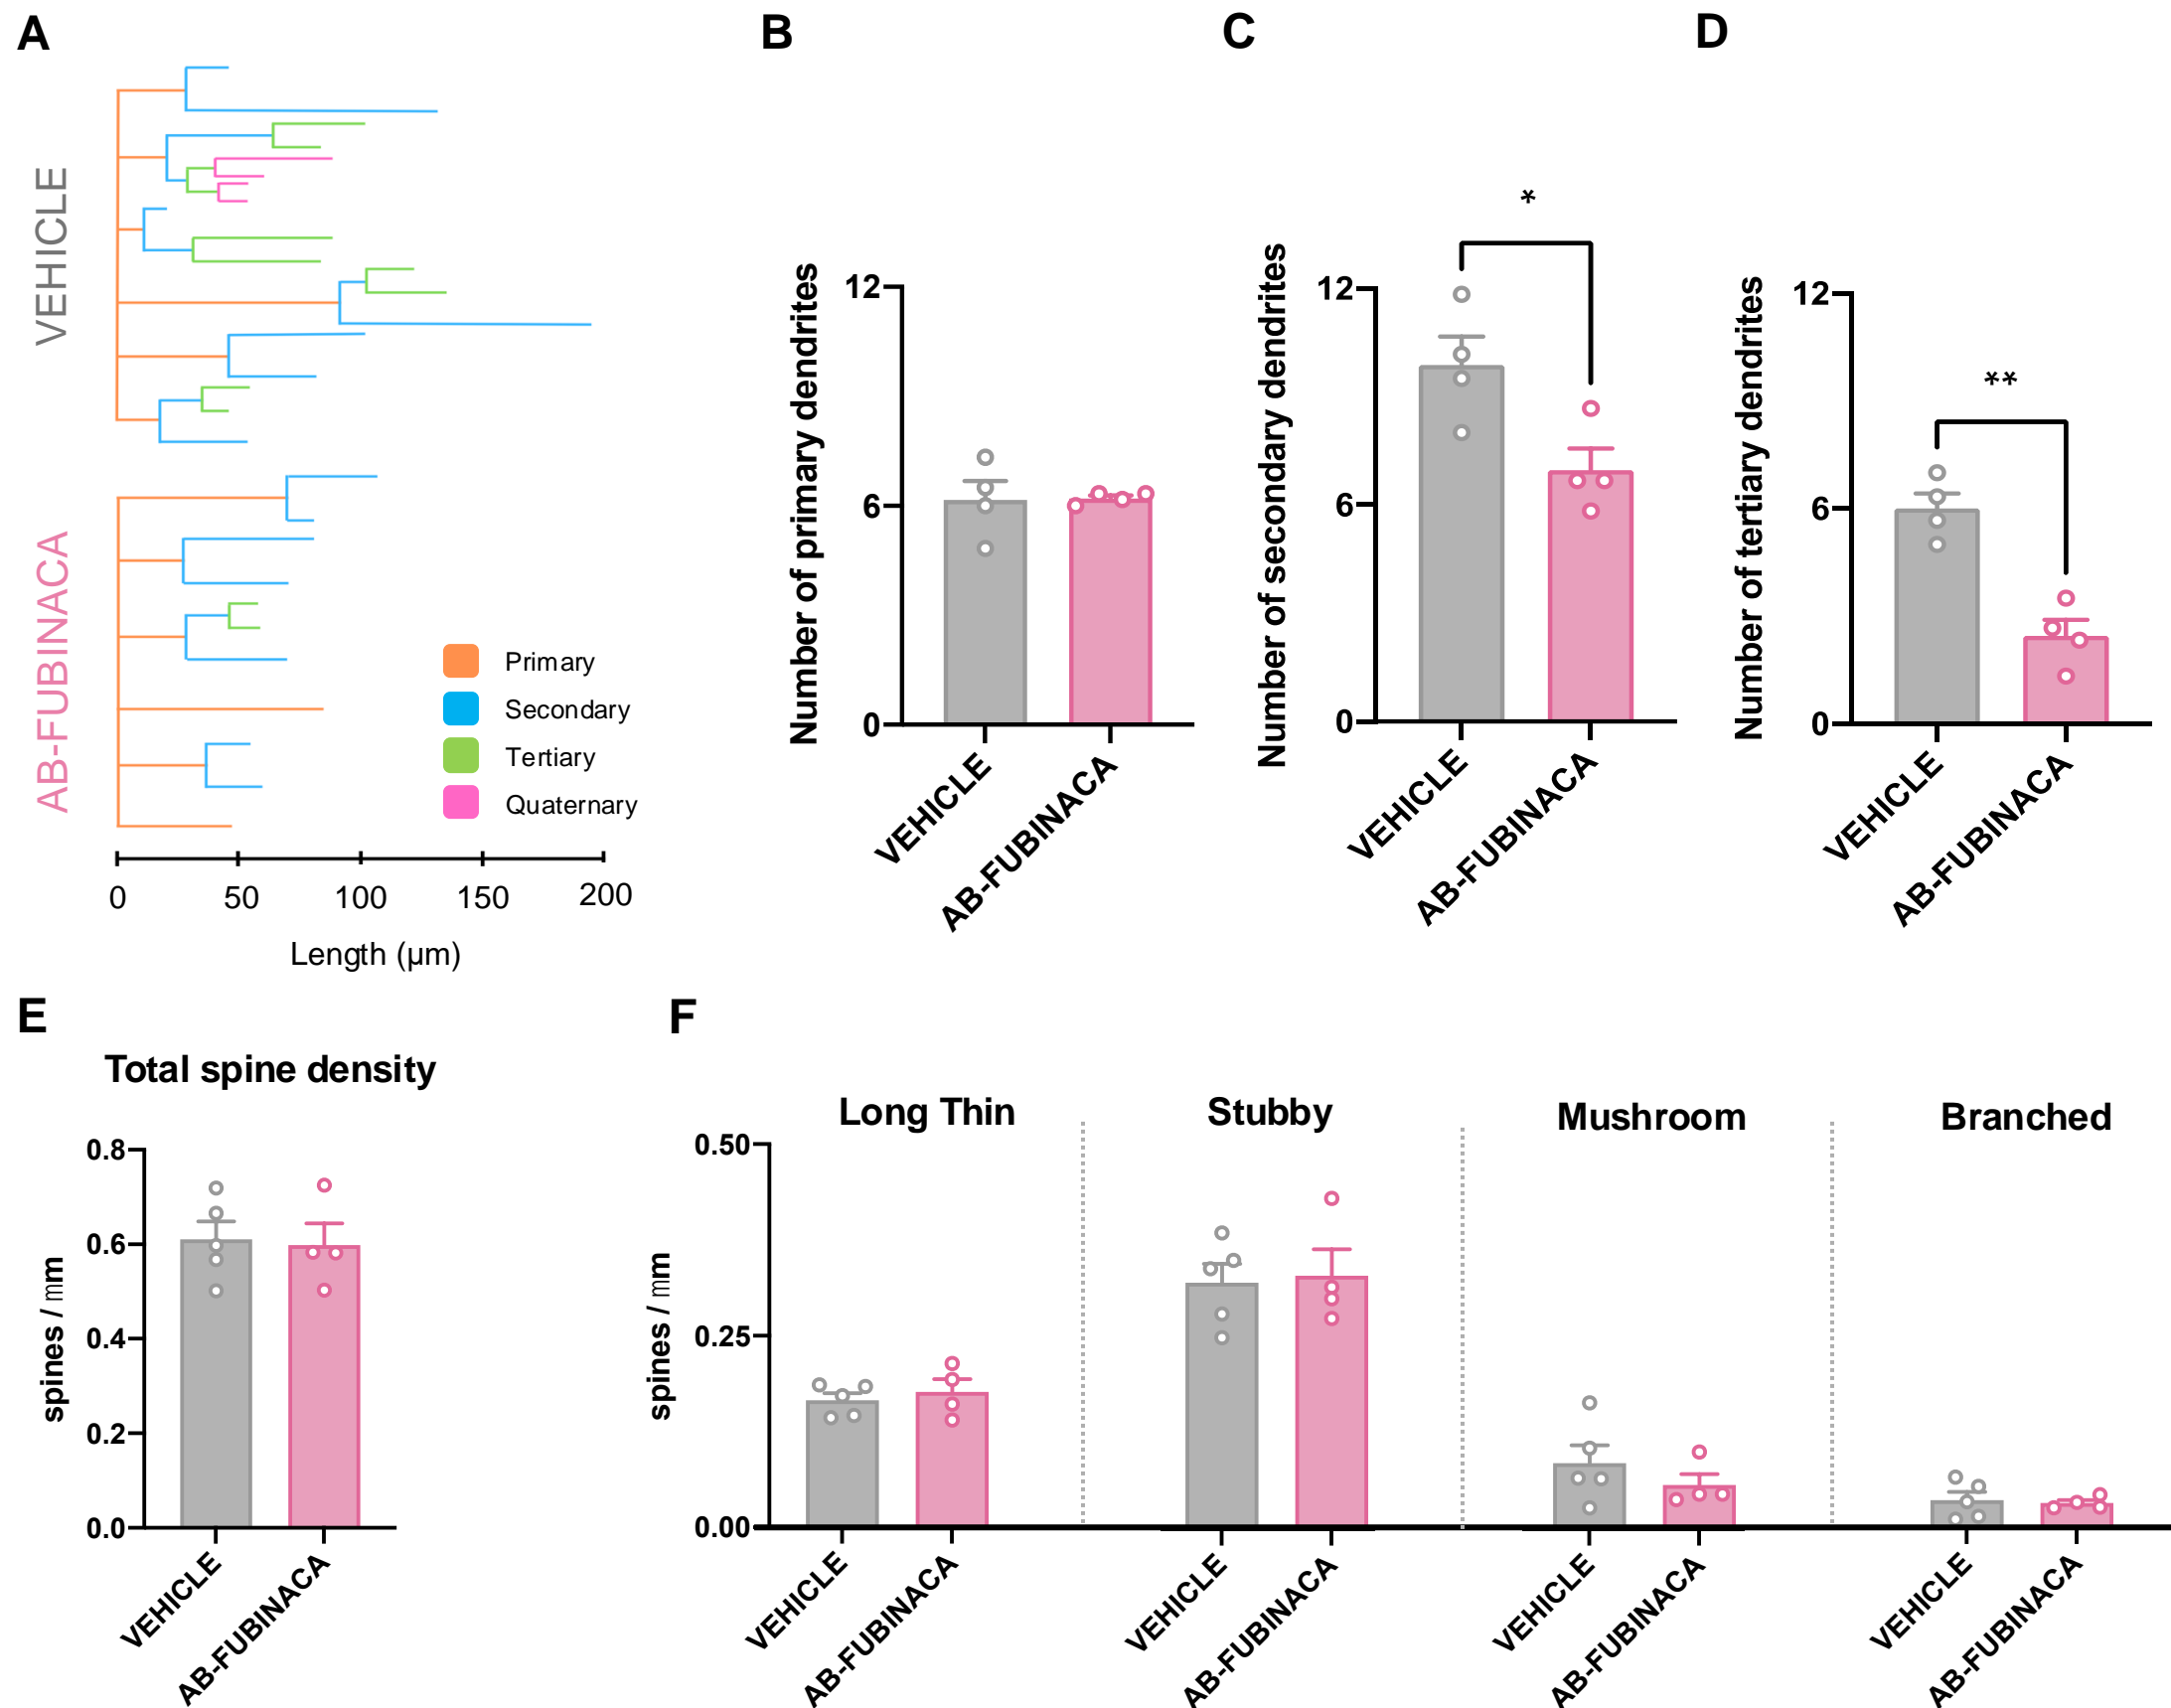 A
B
C
D
VEHICLE
AB-FUBINACA
Primary
Secondary
Tertiary
Quaternary
0
50
100
150
200
Length (μm)
Number of primary dendrites
12
6
0
VEHICLE
AB-FUBINACA
Number of secondary dendrites
12
6
0
*
VEHICLE
AB-FUBINACA
Number of tertiary dendrites
12
6
0
**
VEHICLE
AB-FUBINACA
E
Total spine density
spines / mm
0.8
0.6
0.4
0.2
0.0
VEHICLE
AB-FUBINACA
F
Long Thin
Stubby
Mushroom
Branched
spines / mm
0.50
0.25
0.00
VEHICLE
AB-FUBINACA
VEHICLE
AB-FUBINACA
VEHICLE
AB-FUBINACA
VEHICLE
AB-FUBINACA